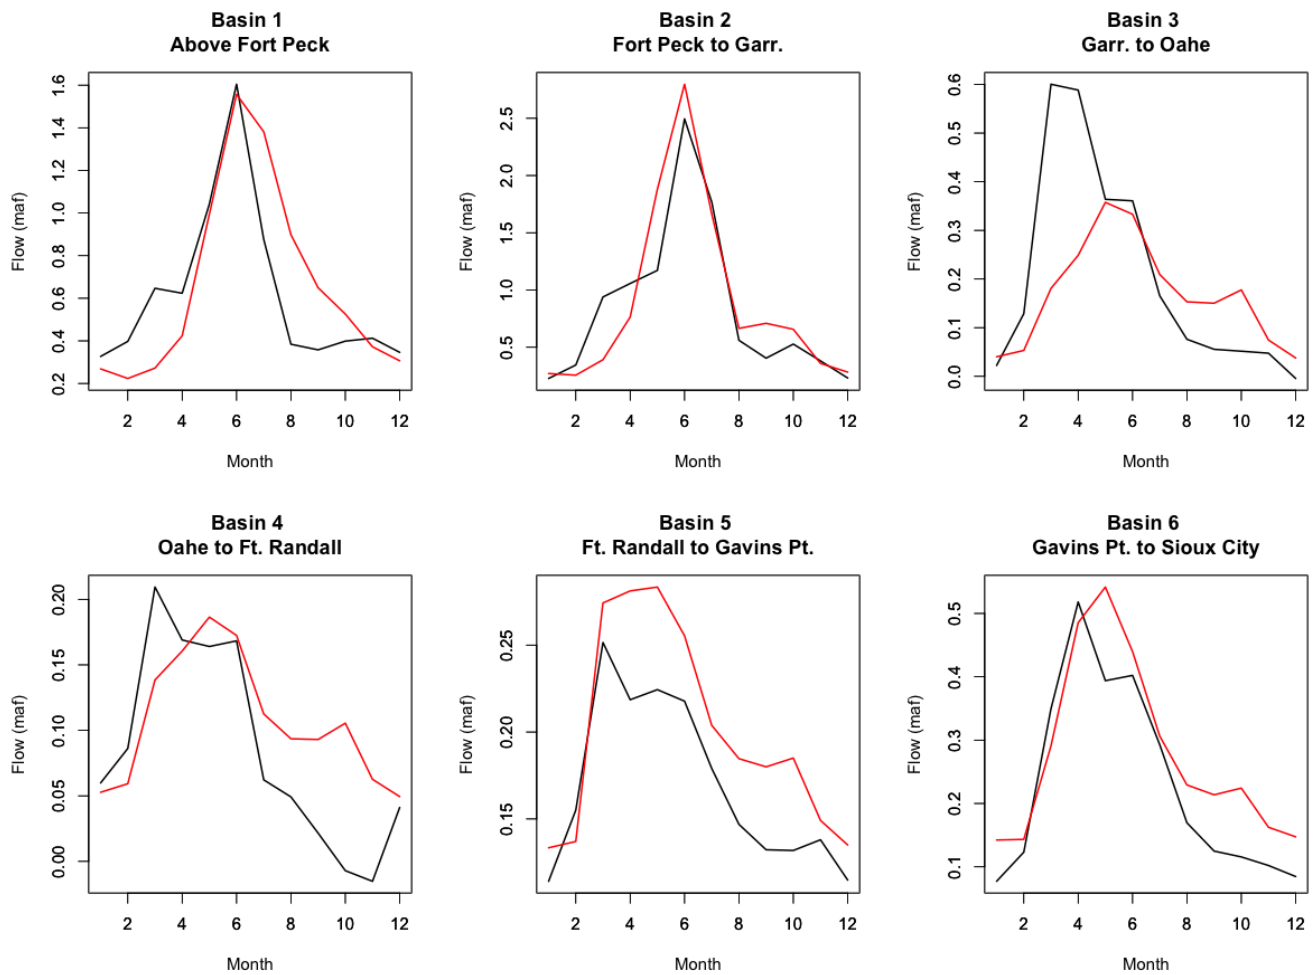 Basin 1
Above Fort Peck
Flow (maf)
1.6
1.4
1.2
1.0
0.8
0.6
0.4
0.2
2 4 6 8 10 12
Month
Basin 2
Fort Peck to Garr.
Flow (maf)
2.5
2.0
1.5
1.0
0.5
2 4 6 8 10 12
Month
Basin 3
Garr. to Oahe
Flow (maf)
0.6
0.5
0.4
0.3
0.2
0.1
0.0
2 4 6 8 10 12
Month
Basin 4
Oahe to Ft. Randall
Flow (maf)
0.20
0.15
0.10
0.05
0.00
2 4 6 8 10 12
Month
Basin 5
Ft. Randall to Gavins Pt.
Flow (maf)
0.25
0.20
0.15
2 4 6 8 10 12
Month
Basin 6
Gavins Pt. to Sioux City
Flow (maf)
0.5
0.4
0.3
0.2
0.1
2 4 6 8 10 12
Month